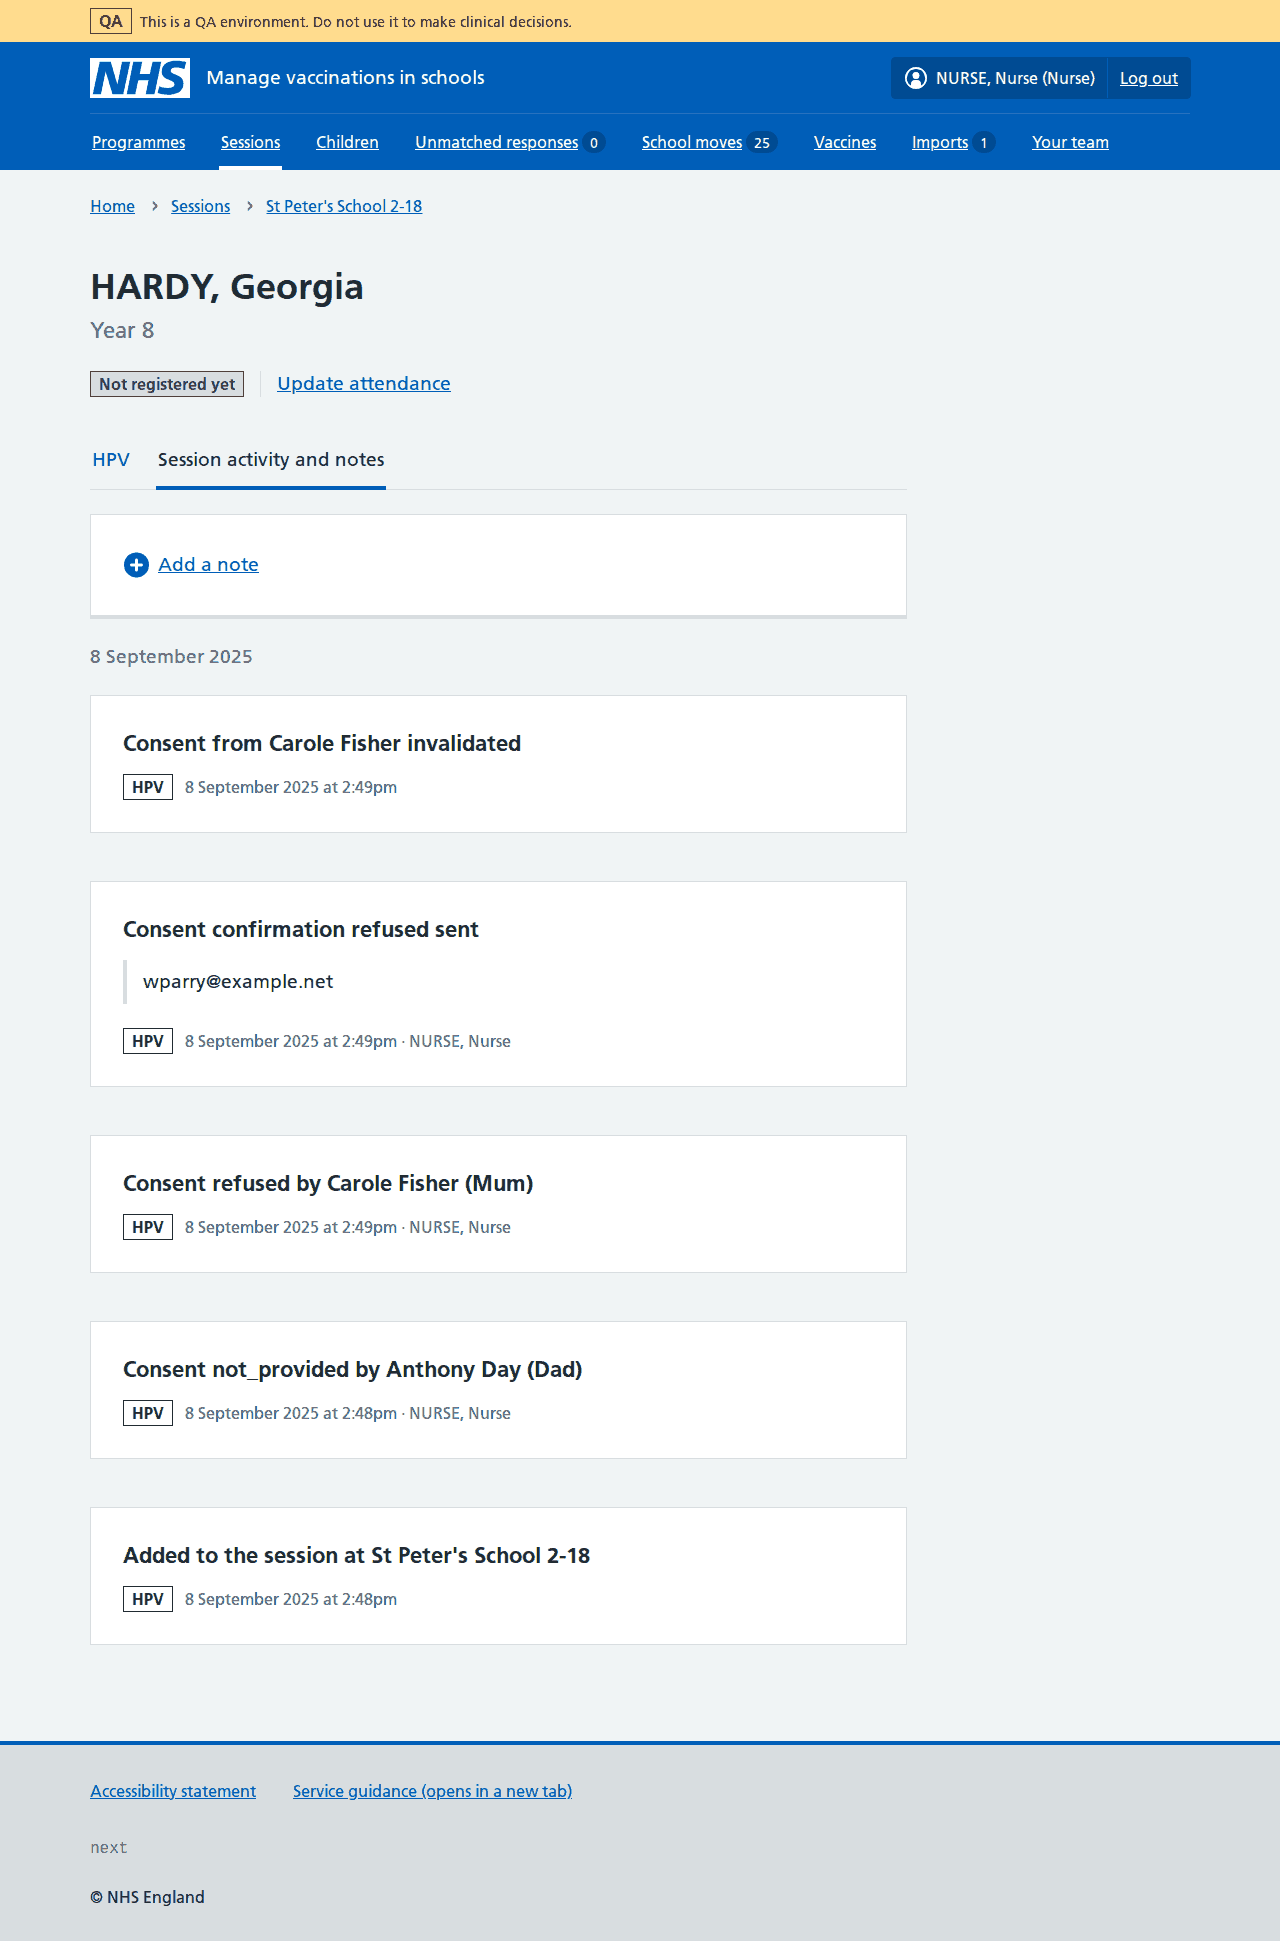 QA This is a QA environment. Do not use it to make clinical decisions.
NHS Manage vaccinations in schools NURSE, Nurse (Nurse) Log out
Programmes Sessions Children Unmatched responses 0 School moves 25 Vaccines Imports 1 Your team
Home Sessions St Peter's School 2-18
HARDY, Georgia
Year 8
Not registered yet Update attendance
HPV Session activity and notes
Add a note
8 September 2025
Consent from Carole Fisher invalidated
HPV 8 September 2025 at 2:49pm
Consent confirmation refused sent
wparry@example.net
HPV 8 September 2025 at 2:49pm · NURSE, Nurse
Consent refused by Carole Fisher (Mum)
HPV 8 September 2025 at 2:49pm · NURSE, Nurse
Consent not_provided by Anthony Day (Dad)
HPV 8 September 2025 at 2:48pm · NURSE, Nurse
Added to the session at St Peter's School 2-18
HPV 8 September 2025 at 2:48pm
Accessibility statement Service guidance (opens in a new tab)
next
© NHS England